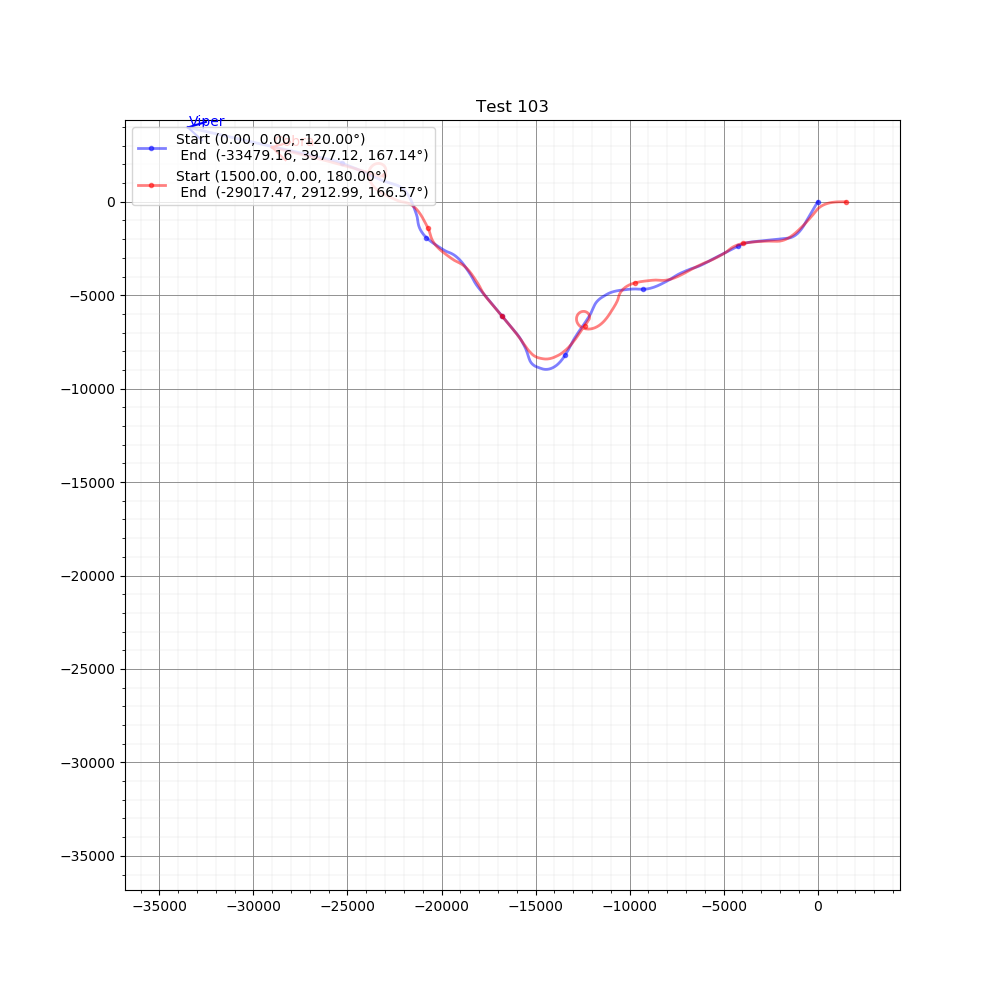 Test 103
Viper
Start (0.00, 0.00, -120.00°)
End  (-33479.16, 3977.12, 167.14°)
Start (1500.00, 0.00, 180.00°)
End  (-29017.47, 2912.99, 166.57°)
0
−5000
−10000
−15000
−20000
−25000
−30000
−35000
−35000 −30000 −25000 −20000 −15000 −10000 −5000 0